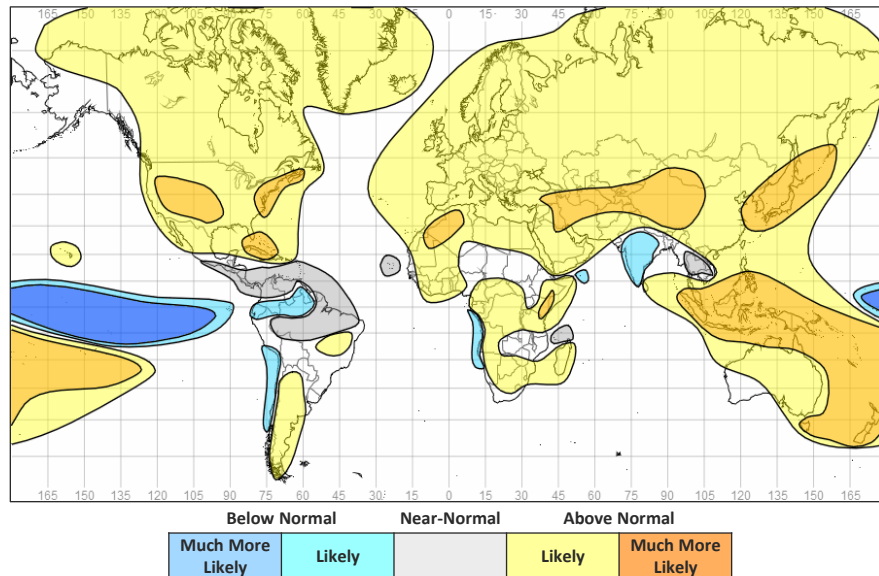 165 135 105 90 75 60 45 30 15 0 15 30 45 60 75 90 105 120 135 150 165
165 150 135 120 105 90 75 60 45 30 15 0 15 30 45 60 75 90 105 120 135 150 165
Below Normal Near-Normal Above Normal
Much More Likely Likely Likely Much More Likely